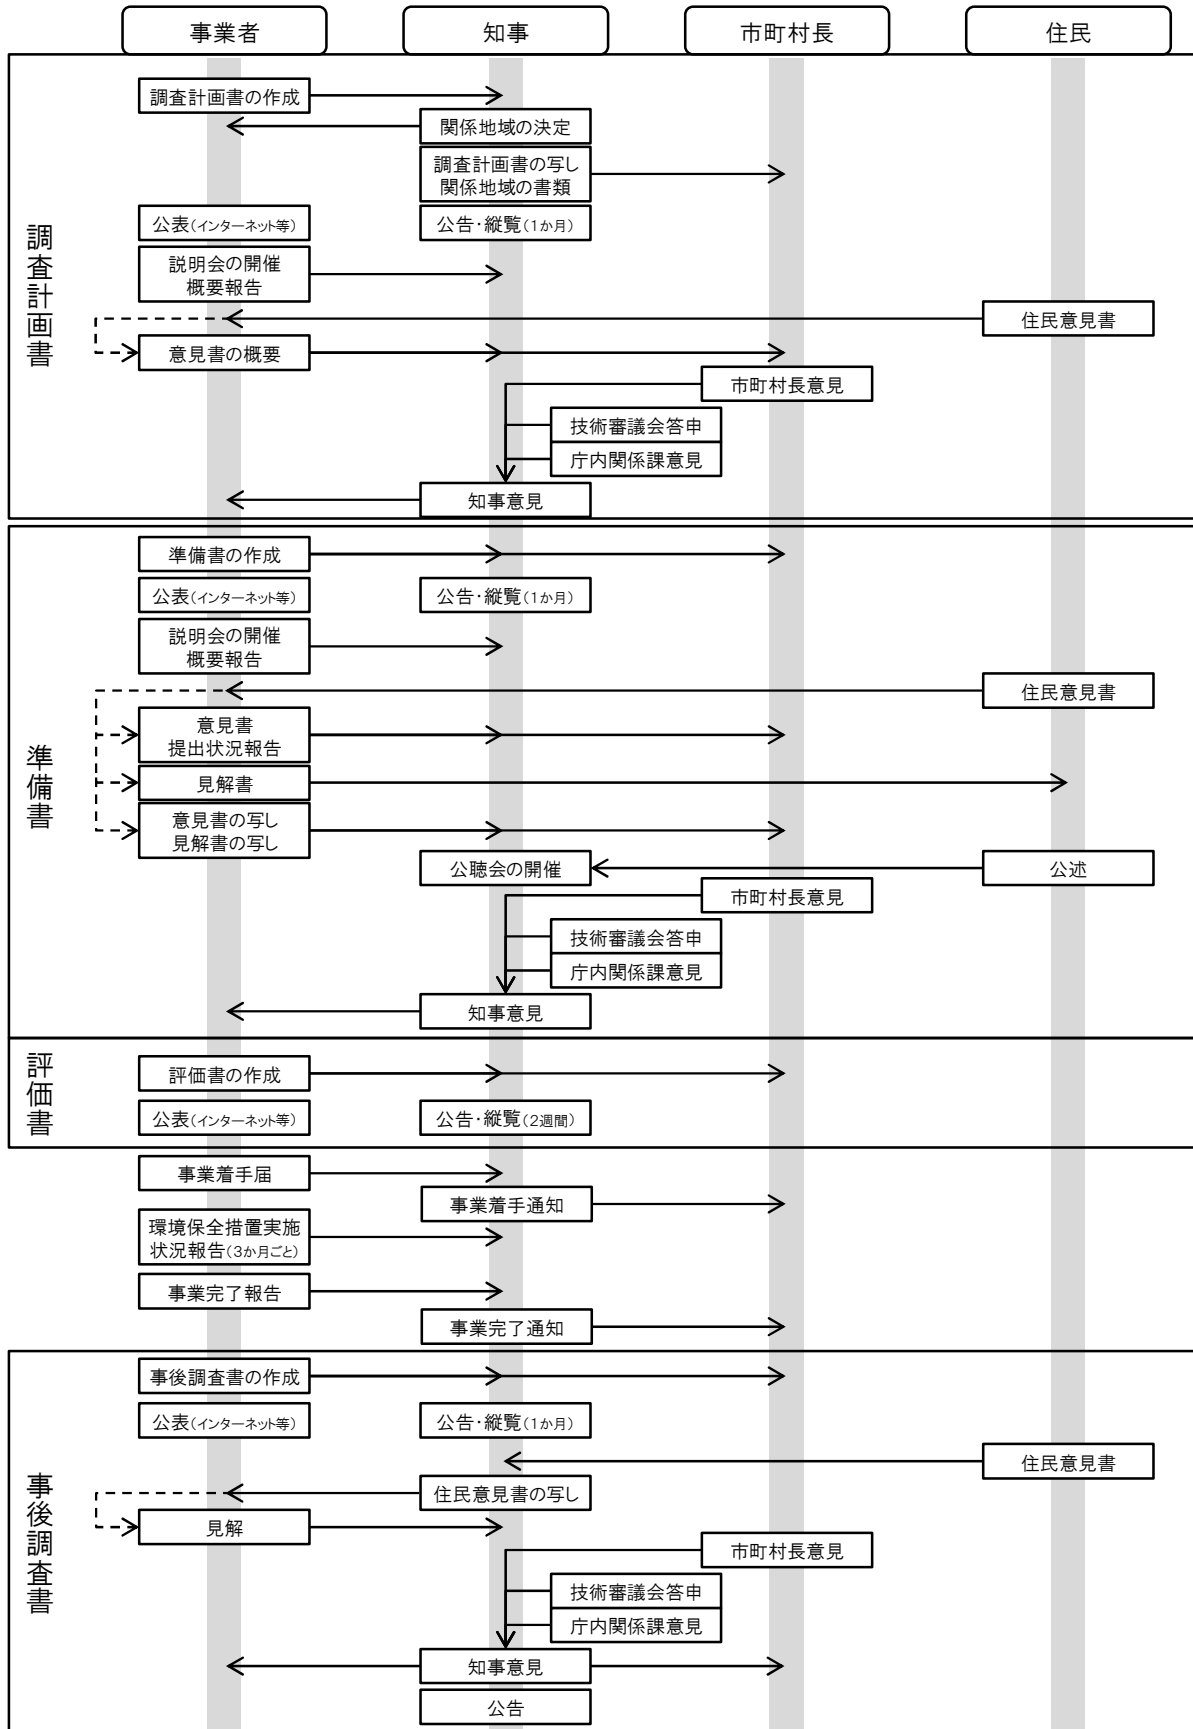 事業者
知事
市町村長
住民
調査計画書
調査計画書の作成
関係地域の決定
調査計画書の写し
関係地域の書類
公表(インターネット等)
公告・縦覧(1か月)
説明会の開催
概要報告
住民意見書
意見書の概要
市町村長意見
技術審議会答申
庁内関係課意見
知事意見
準備書
準備書の作成
公表(インターネット等)
公告・縦覧(1か月)
説明会の開催
概要報告
住民意見書
意見書
提出状況報告
見解書
意見書の写し
見解書の写し
公聴会の開催
公述
市町村長意見
技術審議会答申
庁内関係課意見
知事意見
評価書
評価書の作成
公表(インターネット等)
公告・縦覧(2週間)
事業着手届
事業着手通知
環境保全措置実施
状況報告(3か月ごと)
事業完了報告
事業完了通知
事後調査書
事後調査書の作成
公表(インターネット等)
公告・縦覧(1か月)
住民意見書
住民意見書の写し
見解
市町村長意見
技術審議会答申
庁内関係課意見
知事意見
公告